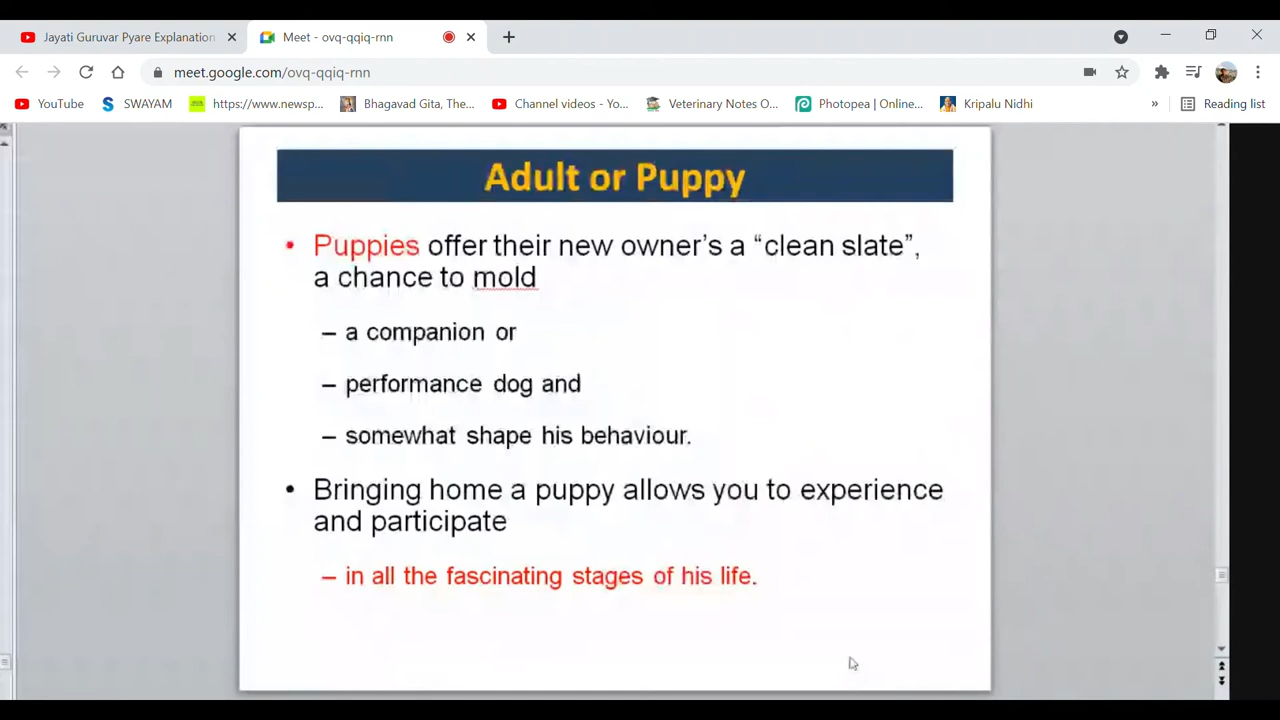 Jayati Guruvar Pyare Explanation
Meet - ovq-qqiq-rnn
meet.google.com/ovq-qqiq-rnn
YouTube
SWAYAM
https://www.newsp...
Bhagavad Gita, The...
Channel videos - Yo...
Veterinary Notes O...
Photopea | Online...
Kripalu Nidhi
»
Reading list
Adult or Puppy
• Puppies offer their new owner's a “clean slate”,
a chance to mold
– a companion or
– performance dog and
– somewhat shape his behaviour.
• Bringing home a puppy allows you to experience
and participate
– in all the fascinating stages of his life.